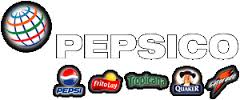 PEPSICO
PEPSI
FritoLay
Tropicana
QUAKER